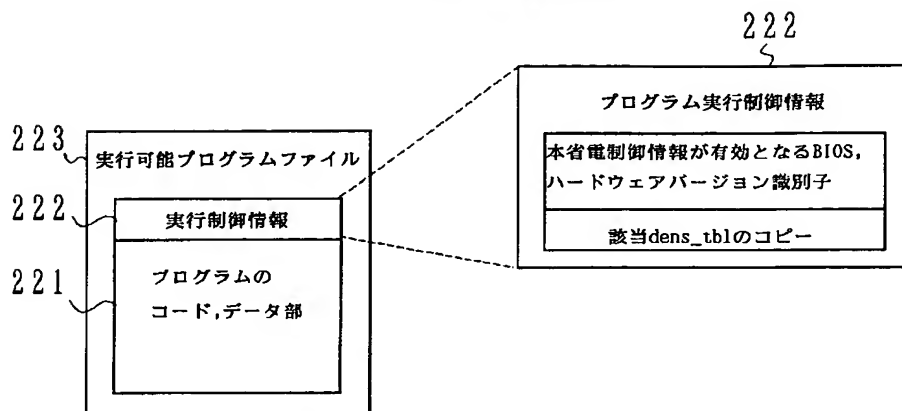 222
プログラム実行制御情報
本省電制御情報が有効となるBIOS,
ハードウェアバージョン識別子
該当dens_tblのコピー
223
実行可能プログラムファイル
222
実行制御情報
221
プログラムの
コード,データ部